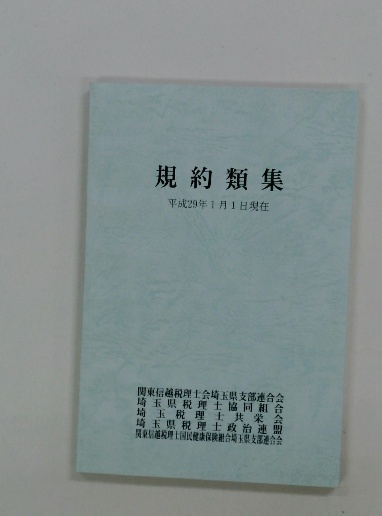 規約類集
平成29年1月1日現在
関東信越税理士会埼玉県支部連合会
埼玉県税理士協同組合
埼玉税理士共栄会
埼玉県税理士政治連盟
関東信越税理士国民健康保険組合埼玉県支部連合会